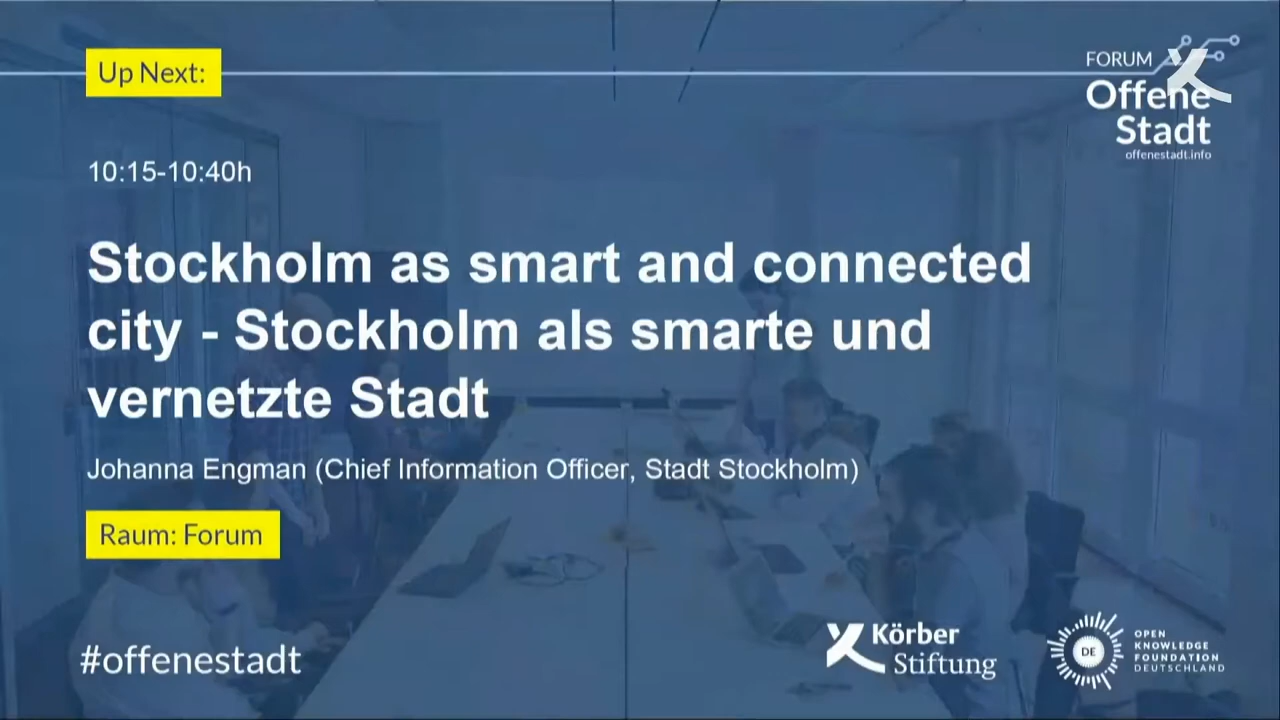 Up Next:
FORUM
Offene
Stadt
offenestadt.info
10:15-10:40h
Stockholm as smart and connected
city - Stockholm als smarte und
vernetzte Stadt
Johanna Engman (Chief Information Officer, Stadt Stockholm)
Raum: Forum
#offenestadt
Körber
Stiftung
DE
OPEN
KNOWLEDGE
FOUNDATION
DEUTSCHLAND